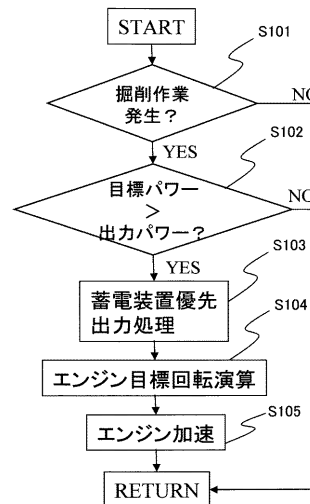 START
S101
掘削作業
発生？
NO
YES
S102
目標パワー
＞
出力パワー？
NO
YES
S103
蓄電装置優先
出力処理
S104
エンジン目標回転演算
S105
エンジン加速
RETURN